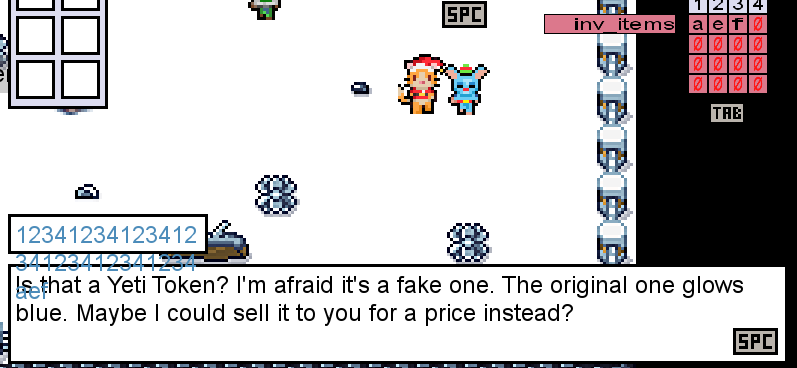 SPC
1 2 3 4
inv_items
a e f 0
0 0 0 0
0 0 0 0
0 0 0 0
TAB
12341234123412
34123412341234
aef
Is that a Yeti Token? I'm afraid it's a fake one. The original one glows
blue. Maybe I could sell it to you for a price instead?
SPC